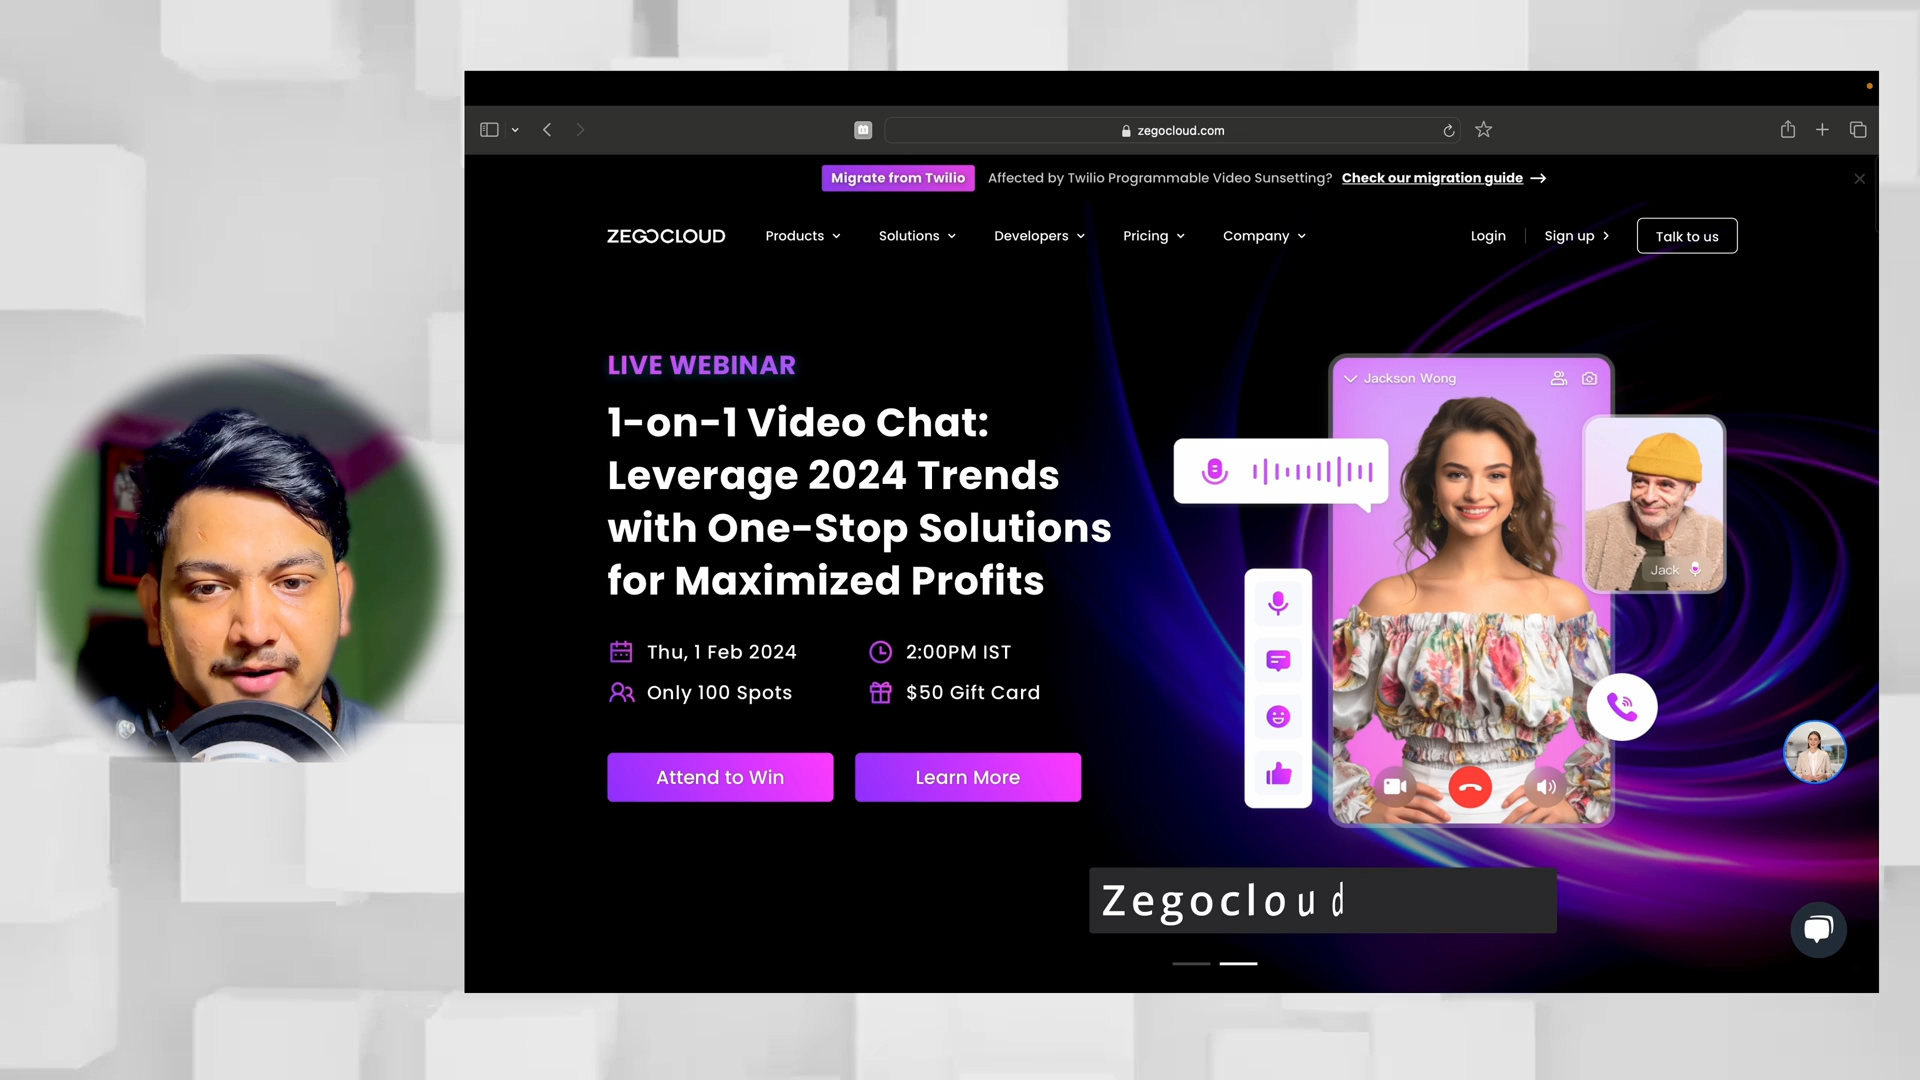 zegocloud.com
Migrate from Twilio Affected by Twilio Programmable Video Sunsetting? Check our migration guide →
ZEGOCLOUD Products Solutions Developers Pricing Company Login Sign up Talk to us
LIVE WEBINAR
1-on-1 Video Chat:
Leverage 2024 Trends
with One-Stop Solutions
for Maximized Profits
Thu, 1 Feb 2024 2:00PM IST
Only 100 Spots $50 Gift Card
Attend to Win Learn More
Jackson Wong
Jack
Zegocloud